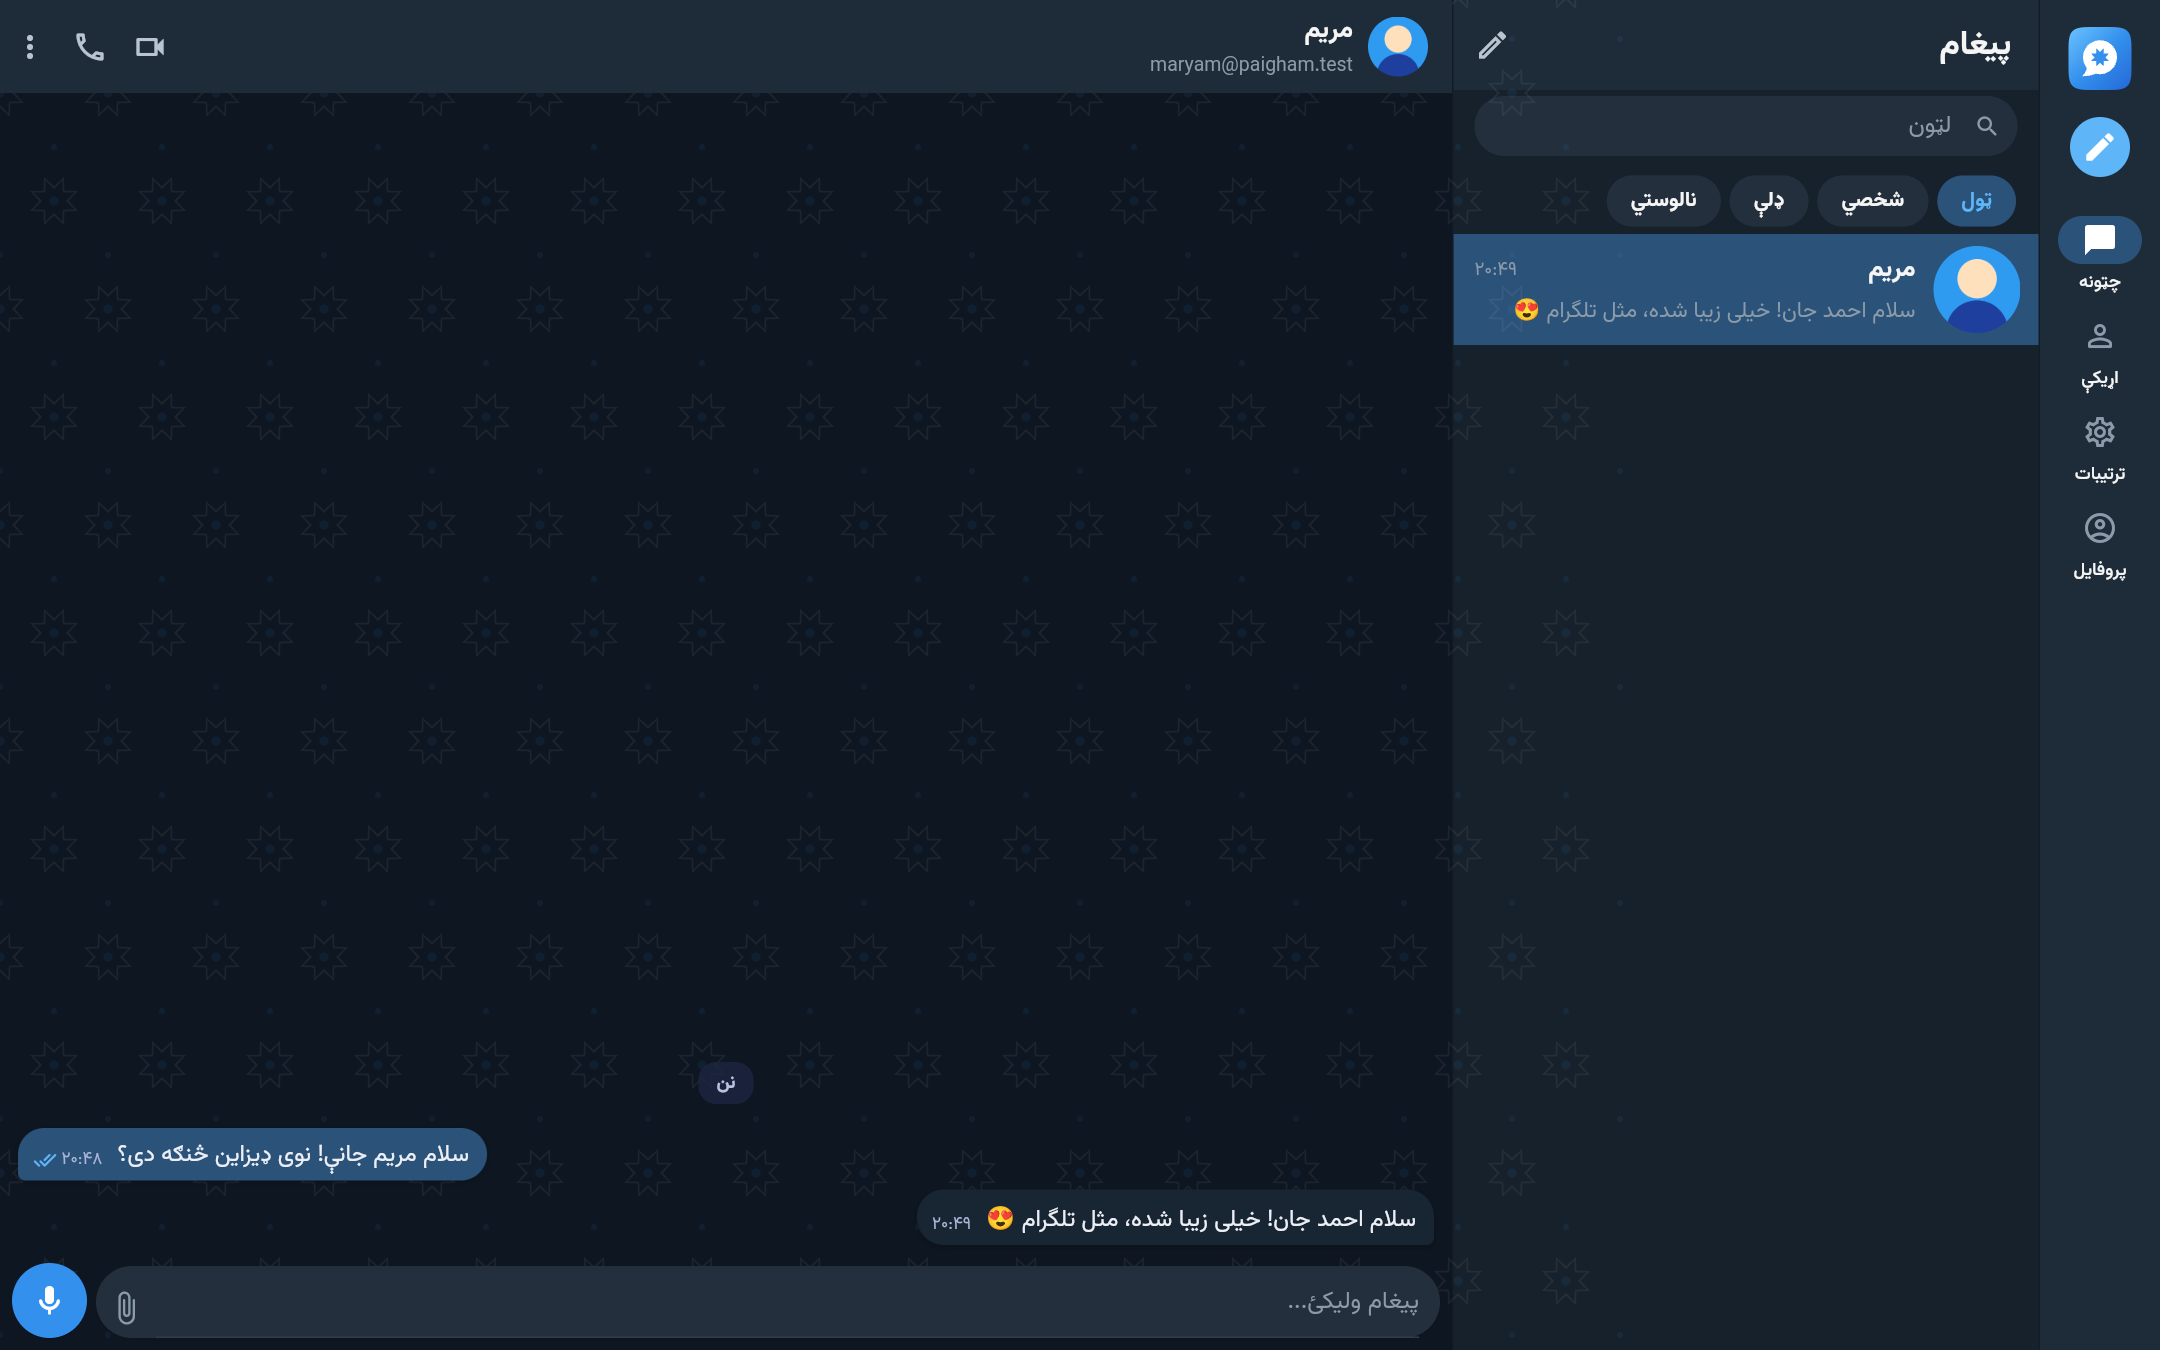 پیغام
لټون
ټول
شخصي
ډلې
نالوستي
مریم
۲۰:۴۹
سلام احمد جان! خیلی زیبا شده، مثل تلگرام 😍
چټونه
اړیکې
ترتیبات
پروفایل
مریم
maryam@paigham.test
نن
سلام مریم جانې! نوی ډیزاین څنګه دی؟ ۲۰:۴۸
سلام احمد جان! خیلی زیبا شده، مثل تلگرام 😍 ۲۰:۴۹
پیغام ولیکئ...